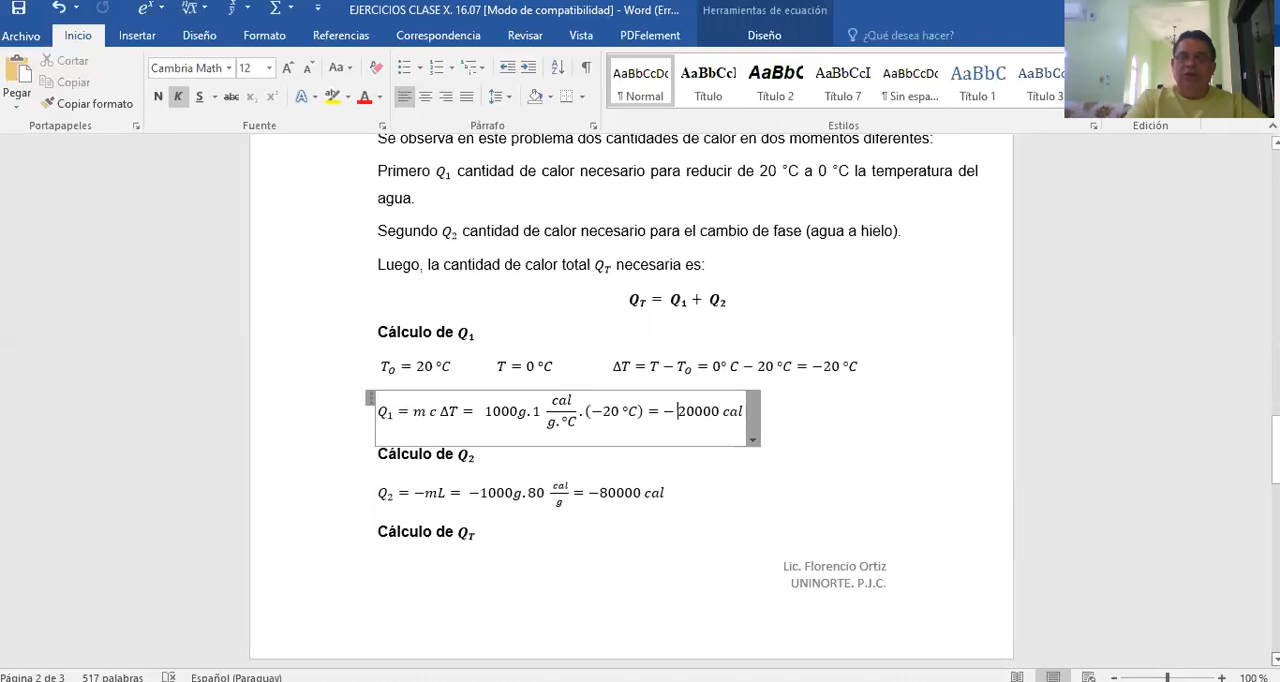 EJERCICIOS CLASE X. 16.07 [Modo de compatibilidad] - Word (Err...
Herramientas de ecuación
Archivo
Inicio
Insertar
Diseño
Formato
Referencias
Correspondencia
Revisar
Vista
PDFelement
Diseño
¿Qué desea hacer?
Pegar
Cortar
Copiar
Copiar formato
Portapapeles
Cambria Math
12
Aa
N K S abc x₂ x²
Fuente
Párrafo
AaBbCcDc AaBbCcI AaBbC AaBbCcDc AaBbCcDc AaBbC AaBbCcD
¶ Normal Título Título 2 Título 7 ¶ Sin espa... Título 1 Título 3
Estilos
Edición
Se observa en este problema dos cantidades de calor en dos momentos diferentes:
Primero Q₁ cantidad de calor necesario para reducir de 20 °C a 0 °C la temperatura del
agua.
Segundo Q₂ cantidad de calor necesario para el cambio de fase (agua a hielo).
Luego, la cantidad de calor total Q_T necesaria es:
Q_T = Q₁ + Q₂
Cálculo de Q₁
T_O = 20 °C T = 0 °C ΔT = T − T_O = 0° C − 20 °C = −20 °C
Q₁ = m c ΔT = 1000g. 1 cal/g.°C . (−20 °C) = − 20000 cal
Cálculo de Q₂
Q₂ = −mL = −1000g. 80 cal/g = −80000 cal
Cálculo de Q_T
Lic. Florencio Ortiz
UNINORTE. P.J.C.
Página 2 de 3 517 palabras Español (Paraguay) 100 %